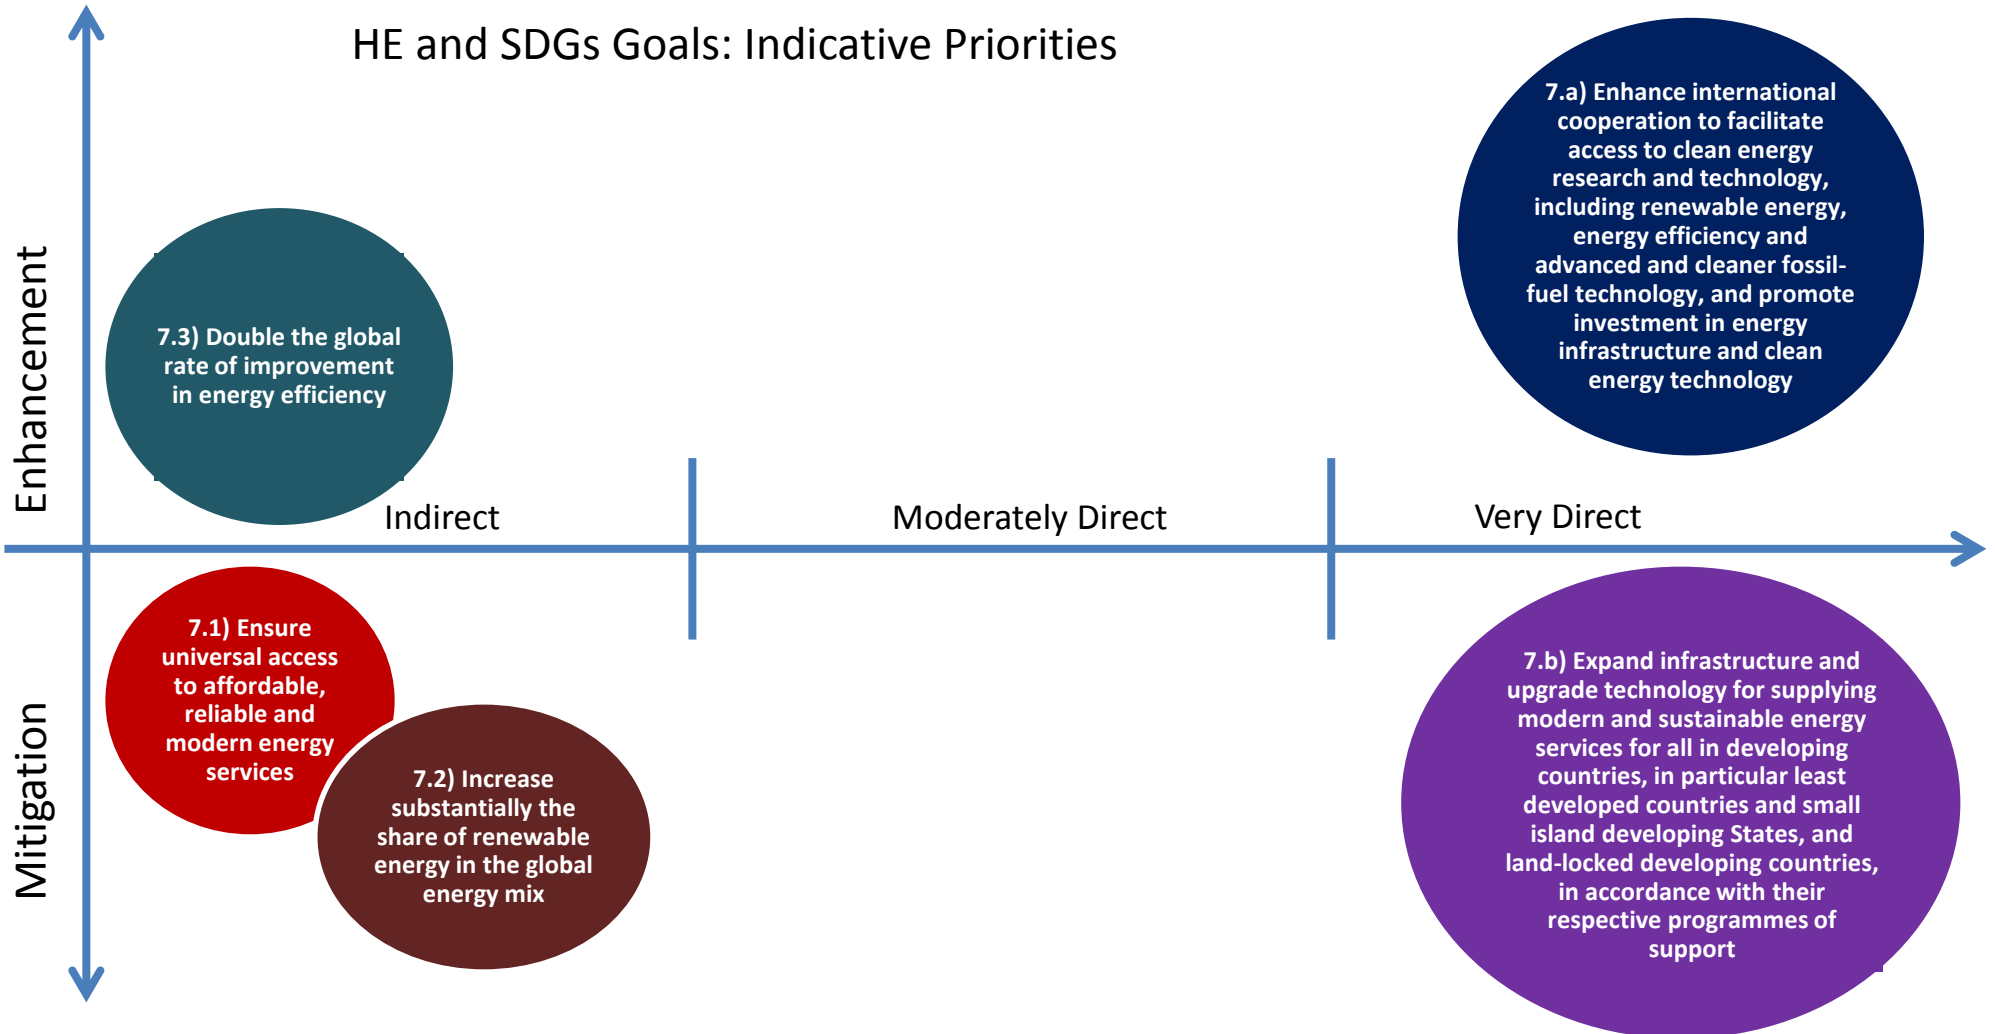 HE and SDGs Goals: Indicative Priorities
Enhancement
7.3) Double the global
rate of improvement
in energy efficiency
7.a) Enhance international
cooperation to facilitate
access to clean energy
research and technology,
including renewable energy,
energy efficiency and
advanced and cleaner fossil-
fuel technology, and promote
investment in energy
infrastructure and clean
energy technology
Indirect
Moderately Direct
Very Direct
Mitigation
7.1) Ensure
universal access
to affordable,
reliable and
modern energy
services
7.2) Increase
substantially the
share of renewable
energy in the global
energy mix
7.b) Expand infrastructure and
upgrade technology for supplying
modern and sustainable energy
services for all in developing
countries, in particular least
developed countries and small
island developing States, and
land-locked developing countries,
in accordance with their
respective programmes of
support